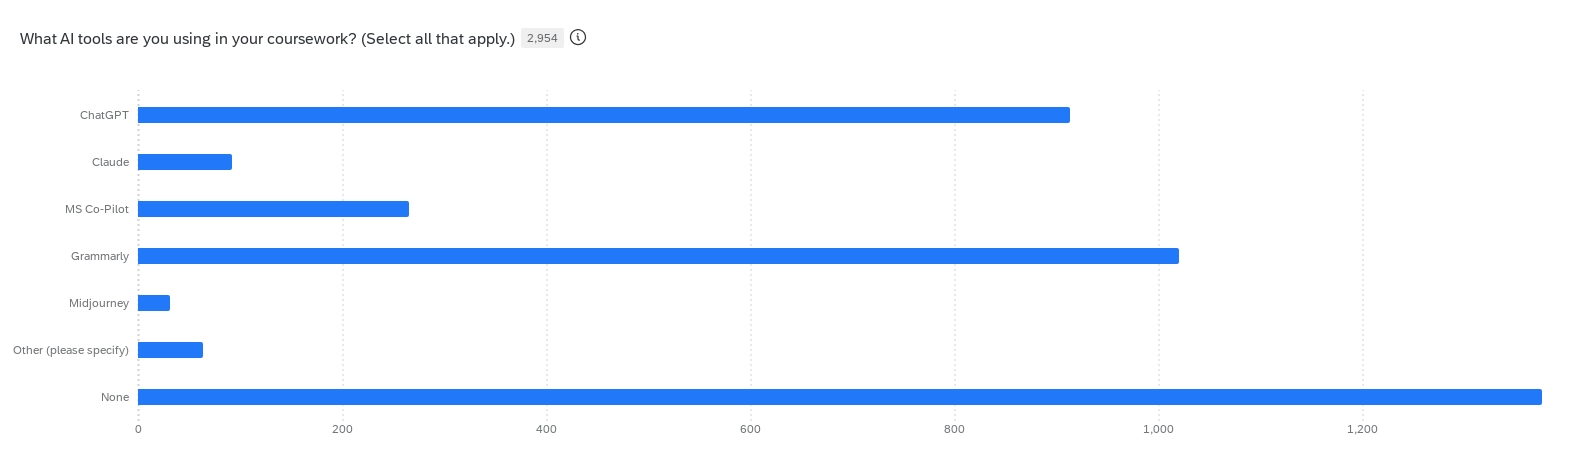 What AI tools are you using in your coursework? (Select all that apply.) 2,954
ChatGPT
Claude
MS Co-Pilot
Grammarly
Midjourney
Other (please specify)
None
0 200 400 600 800 1,000 1,200